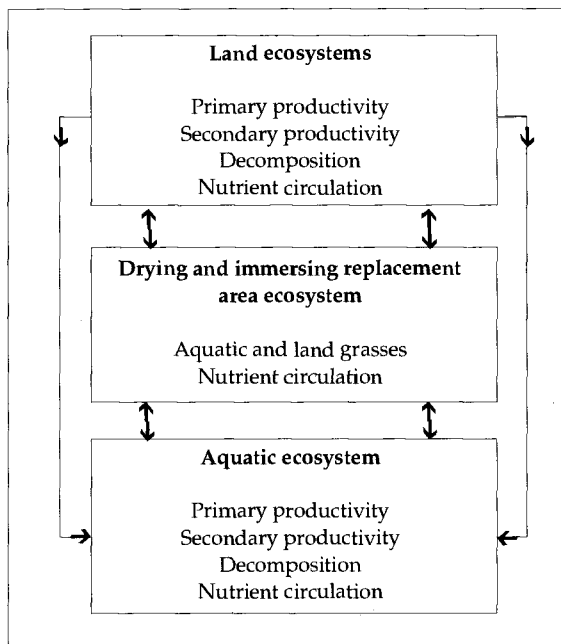 Land ecosystems
Primary productivity
Secondary productivity
Decomposition
Nutrient circulation
Drying and immersing replacement
area ecosystem
Aquatic and land grasses
Nutrient circulation
Aquatic ecosystem
Primary productivity
Secondary productivity
Decomposition
Nutrient circulation